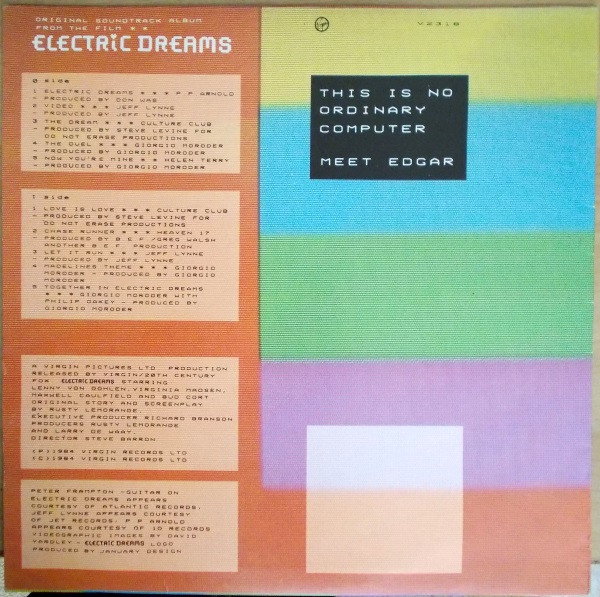 ORIGINAL SOUNDTRACK ALBUM
FROM THE FILM * *
ELECTRIC DREAMS
0 side
1 ELECTRIC DREAMS * * * P.P ARNOLD
- PRODUCED BY DON WAS
2 VIDEO * * * JEFF LYNNE
- PRODUCED BY JEFF LYNNE
3 THE DREAM * * * CULTURE CLUB
- PRODUCED BY STEVE LEVINE FOR
DO NOT ERASE PRODUCTIONS
4 THE DUEL * * * GIORGIO MORODER
- PRODUCED BY GIORGIO MORODER
5 NOW YOU'RE MINE * * HELEN TERRY
- PRODUCED BY GIORGIO MORODER
1 side
1 LOVE IS LOVE * * * CULTURE CLUB
- PRODUCED BY STEVE LEVINE FOR
DO NOT ERASE PRODUCTIONS
2 CHASE RUNNER * * * HEAVEN 17
- PRODUCED BY B.E.F./GREG WALSH
ANOTHER B.E.F. PRODUCTION
3 LET IT RUN * * * JEFF LYNNE
- PRODUCED BY JEFF LYNNE
4 MADELINES THEME * * * GIORGIO
MORODER - PRODUCED BY GIORGIO
MORODER
5 TOGETHER IN ELECTRIC DREAMS
* * * GIORGIO MORODER WITH
PHILIP OAKEY - PRODUCED BY
GIORGIO MORODER
A VIRGIN PICTURES LTD. PRODUCTION
RELEASED BY VIRGIN/20TH CENTURY
FOX. ELECTRIC DREAMS STARRING
LENNY VON DOHLEN, VIRGINIA MADSEN,
MAXWELL CAULFIELD AND BUD CORT
ORIGINAL STORY AND SCREENPLAY
BY RUSTY LEMORANDE.
EXECUTIVE PRODUCER RICHARD BRANSON
PRODUCERS RUSTY LEMORANDE
AND LARRY DE WAAY.
DIRECTOR STEVE BARRON
(P)1984 VIRGIN RECORDS LTD
(C)1984 VIRGIN RECORDS LTD
PETER FRAMPTON -GUITAR ON
ELECTRIC DREAMS APPEARS
COURTESY OF ATLANTIC RECORDS;
JEFF LYNNE APPEARS COURTESY
OF JET RECORDS; P.P ARNOLD
APPEARS COURTESY OF 10 RECORDS
VIDEOGRAPHIC IMAGES BY DAVID
YARDLEY - ELECTRIC DREAMS LOGO
PRODUCED BY JANUARY DESIGN
Virgin
V2318
THIS IS NO
ORDINARY
COMPUTER
MEET EDGAR